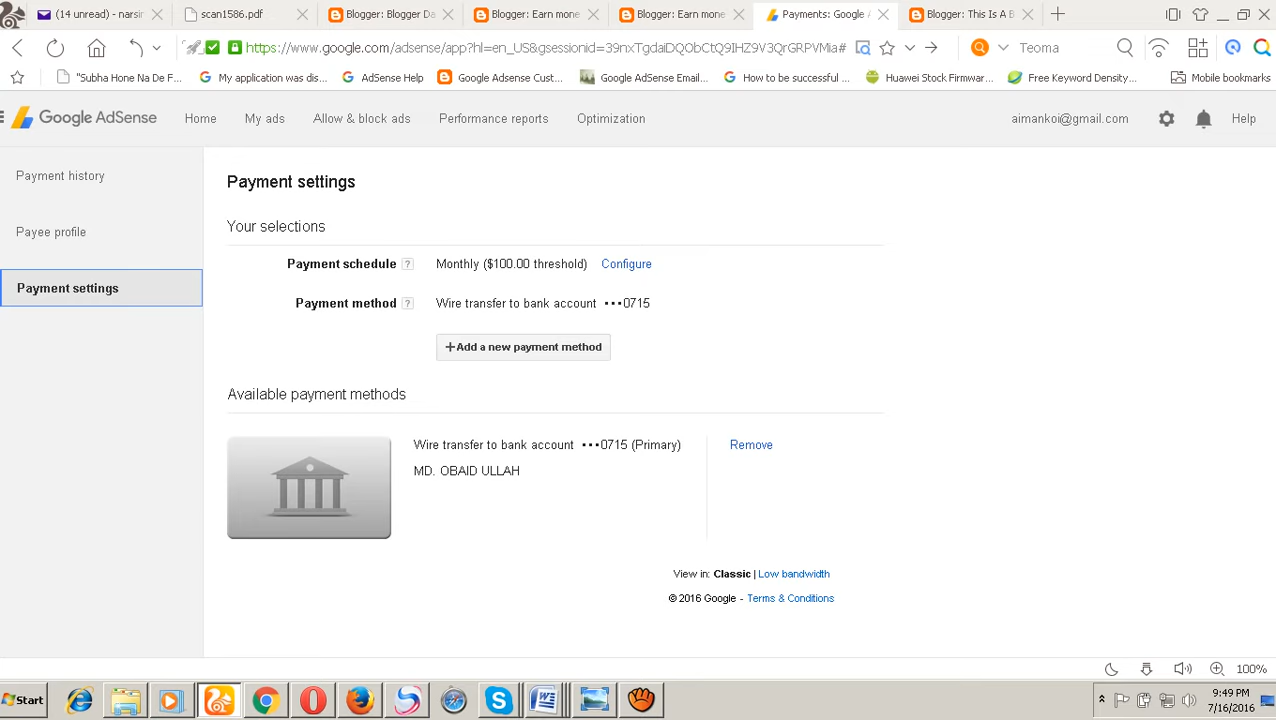 (1 unread) - narsir
scan1586.pdf
Blogger: Blogger Da
Blogger: Earn mone
Blogger: Earn mone
Payments: Google A
Blogger: This Is A B
Teoma
"Subha Hone Na De F...
My application was dis...
AdSense Help
Google Adsense Cust...
Google AdSense Email...
How to be successful ...
Huawei Stock Firmwar...
Free Keyword Density...
Mobile bookmarks
Google AdSense
Home
My ads
Allow & block ads
Performance reports
Optimization
aimankoi@gmail.com
Help
Payment history
Payee profile
Payment settings
Payment settings
Your selections
Payment schedule ? Monthly ($100.00 threshold) Configure
Payment method ? Wire transfer to bank account •••0715
+Add a new payment method
Available payment methods
Wire transfer to bank account •••0715 (Primary) Remove
MD. OBAID ULLAH
View in: Classic | Low bandwidth
© 2016 Google - Terms & Conditions
100%
Start
9:49 PM
7/16/2016